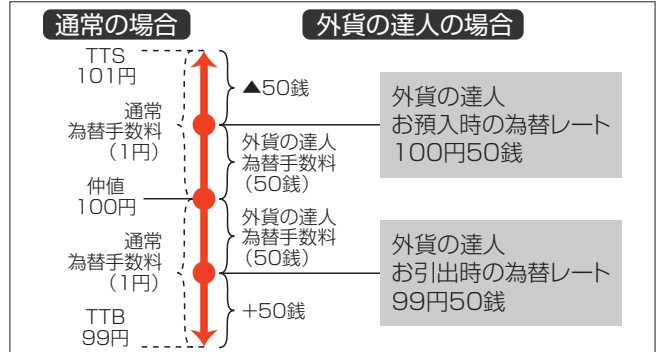 通常の場合
外貨の達人の場合
TTS
101円
通常
為替手数料
（1円）
仲値
100円
通常
為替手数料
（1円）
TTB
99円
▲50銭
外貨の達人
為替手数料
（50銭）
外貨の達人
為替手数料
（50銭）
+50銭
外貨の達人
お預入時の為替レート
100円50銭
外貨の達人
お引出時の為替レート
99円50銭